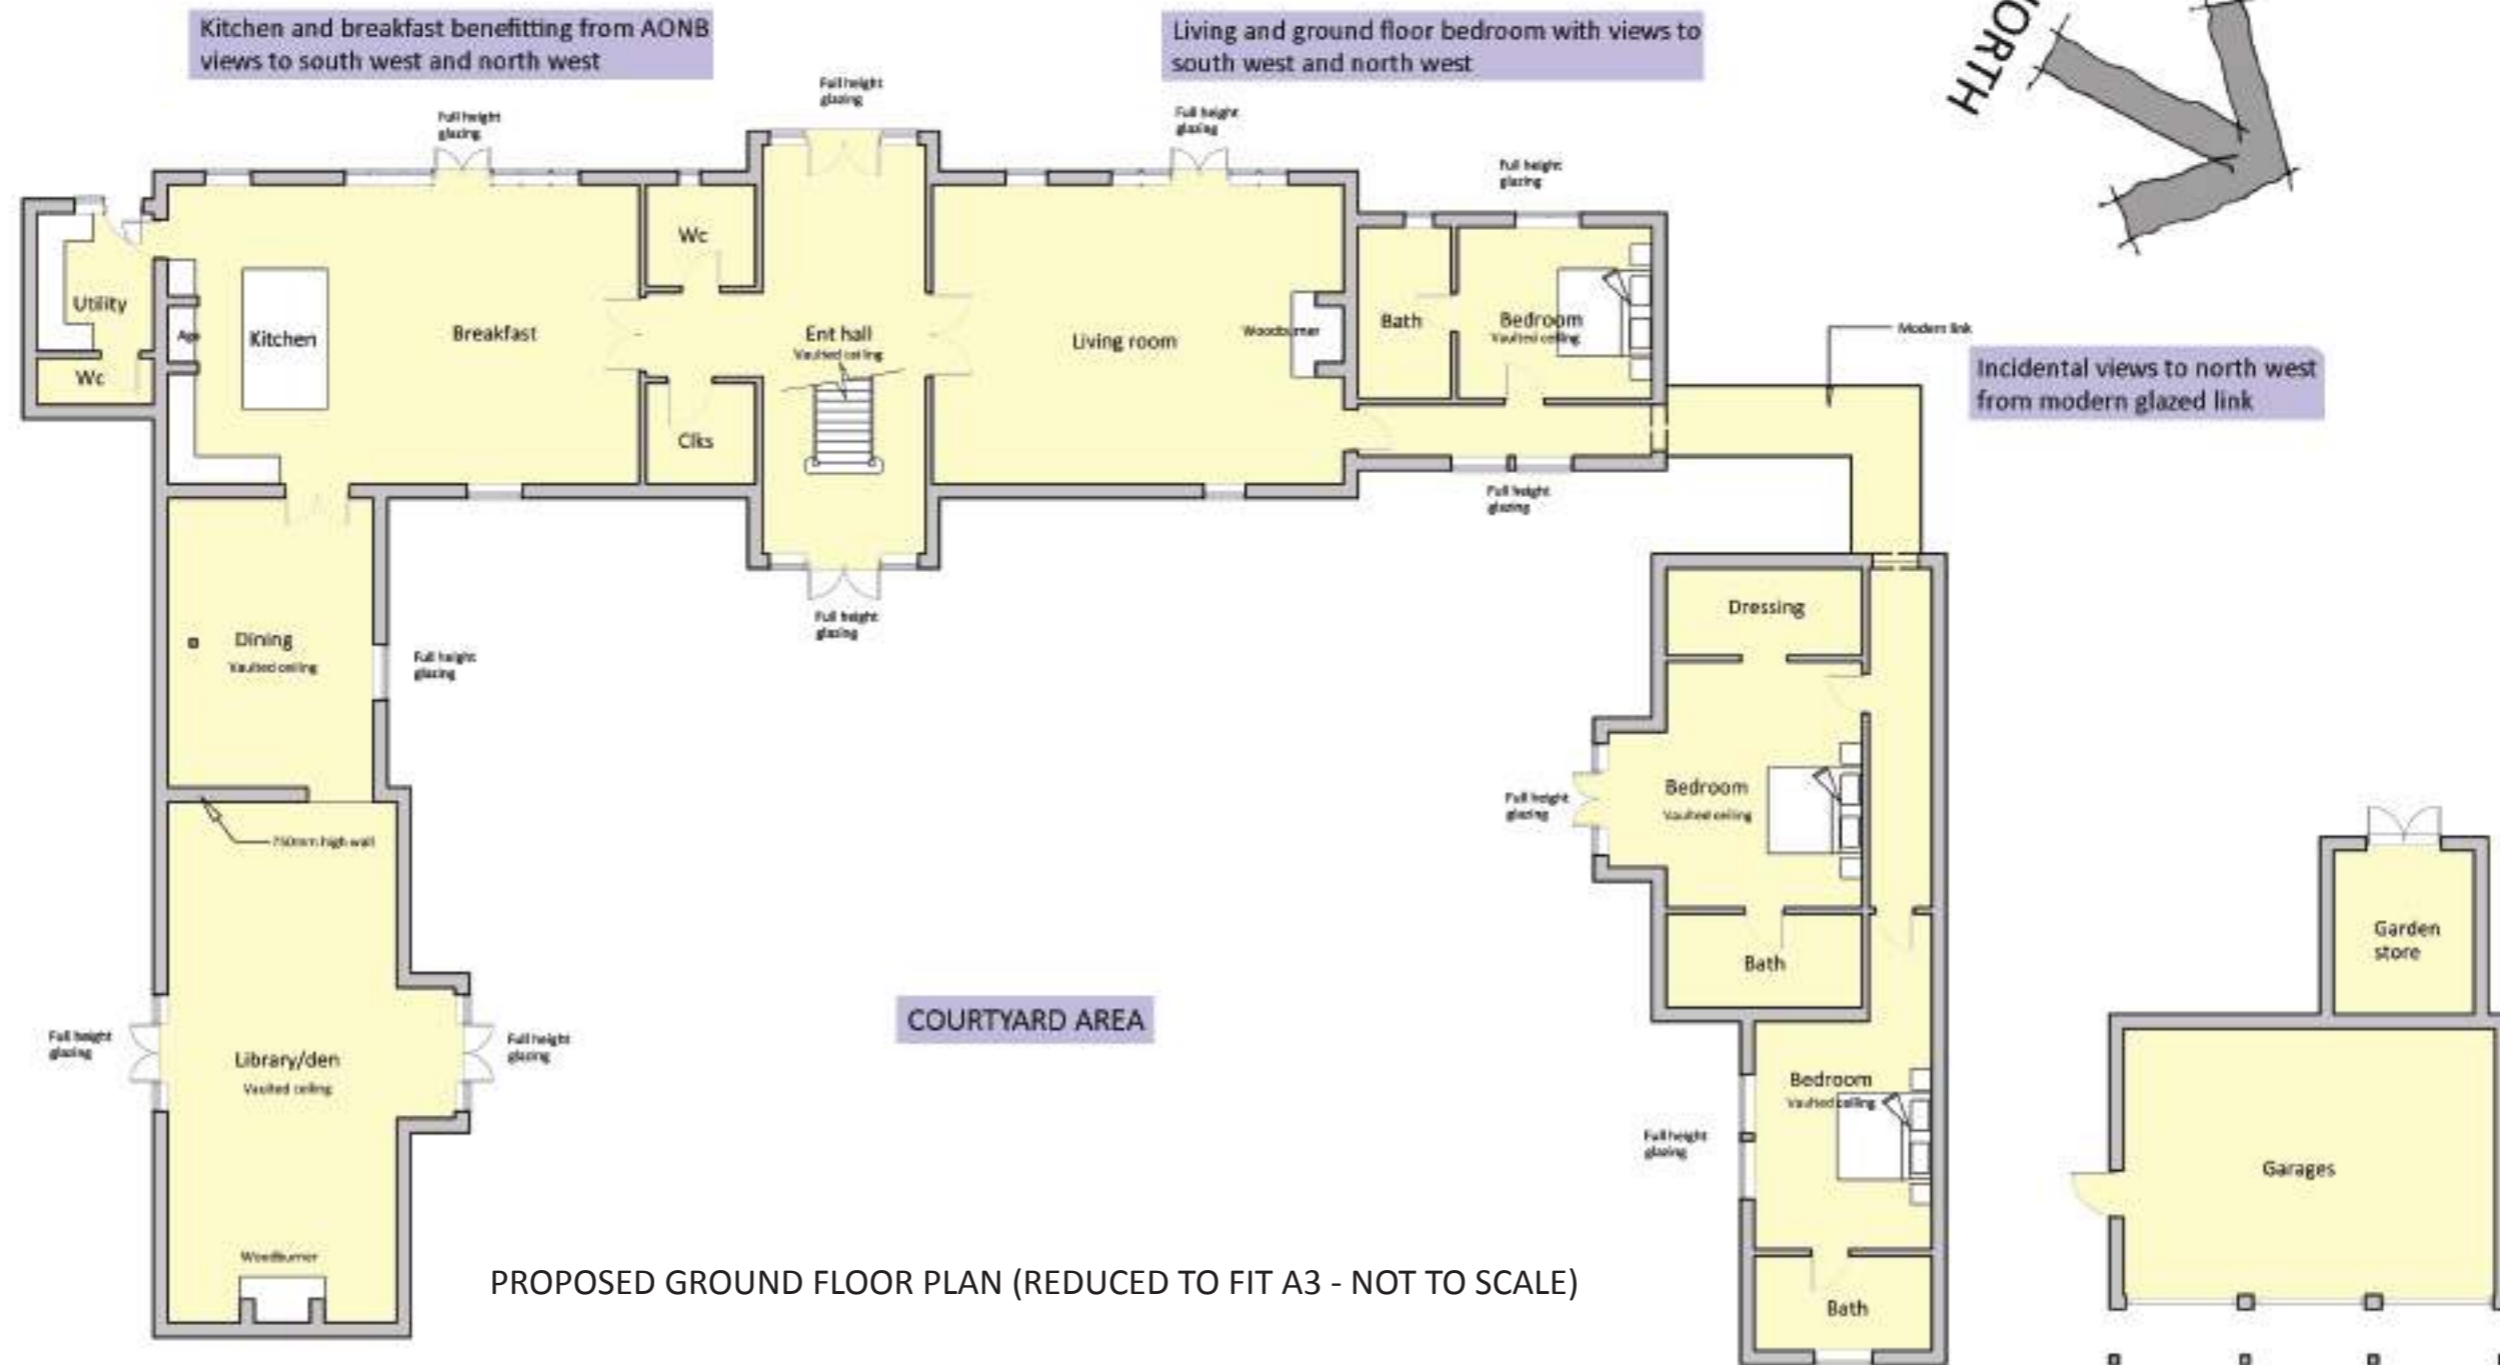 Kitchen and breakfast benefitting from AONB
views to south west and north west
Living and ground floor bedroom with views to
south west and north west
NORTH
Full height
glazing
Full height
glazing
Full height
glazing
Full height
glazing
Wc
Utility
Aga
Kitchen
Breakfast
Ent hall
Vaulted ceiling
Living room
Woodburner
Bath
Bedroom
Vaulted ceiling
Modern link
Incidental views to north west
from modern glazed link
Wc
Clks
Full height
glazing
Full height
glazing
Dining
Vaulted ceiling
Full height
glazing
Dressing
Bedroom
Vaulted ceiling
Full height
glazing
750mm high wall
Bath
Garden
store
COURTYARD AREA
Full height
glazing
Library/den
Vaulted ceiling
Full height
glazing
Bedroom
Vaulted ceiling
Full height
glazing
Garages
Woodburner
PROPOSED GROUND FLOOR PLAN (REDUCED TO FIT A3 - NOT TO SCALE)
Bath